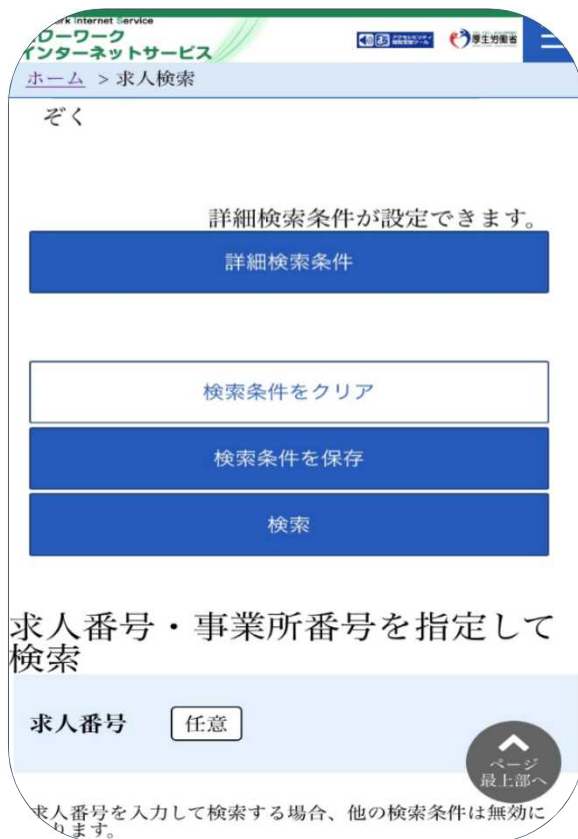 rk Internet Service
ローワーク
インターネットサービス
厚生労働省
ホーム > 求人検索
ぞく
詳細検索条件が設定できます。
詳細検索条件
検索条件をクリア
検索条件を保存
検索
求人番号・事業所番号を指定して
検索
求人番号 任意
ページ
最上部へ
求人番号を入力して検索する場合、他の検索条件は無効に
ります。